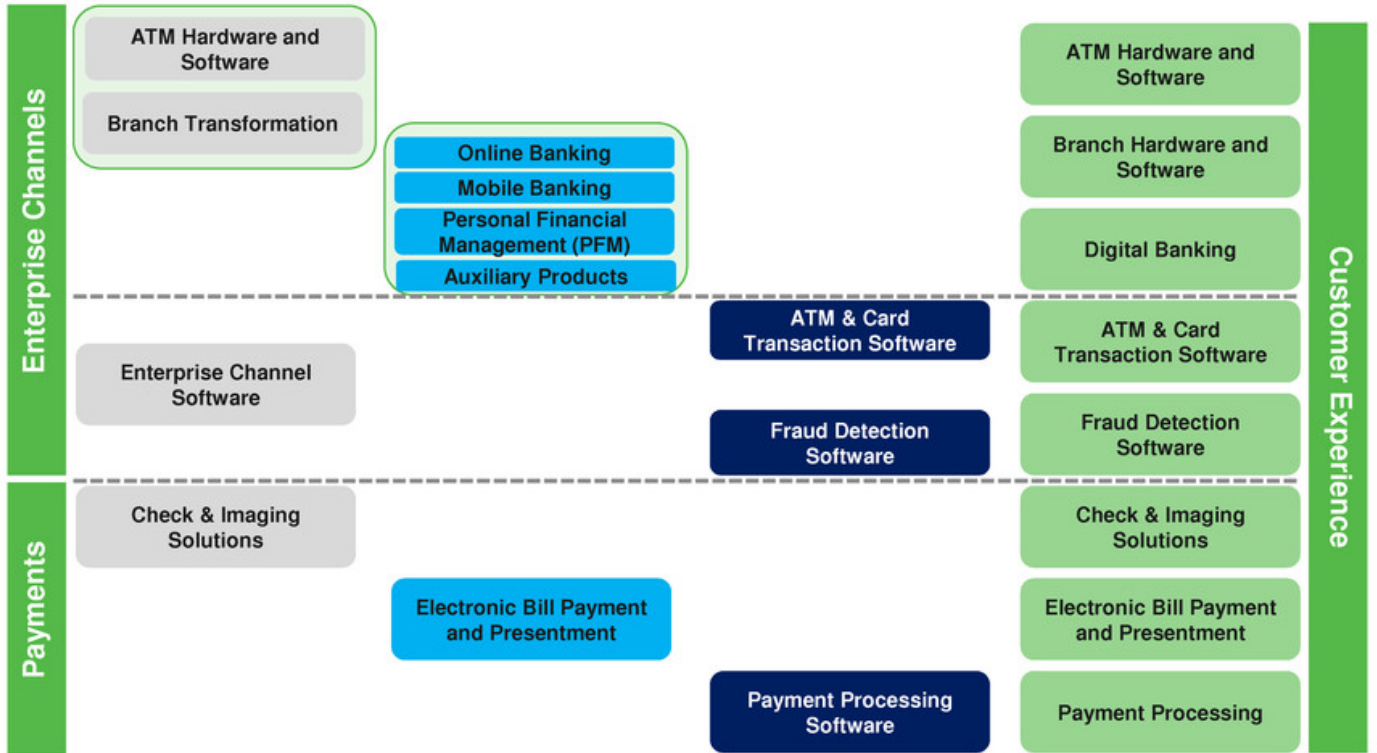 Enterprise Channels
ATM Hardware and
Software
Branch Transformation
Online Banking
Mobile Banking
Personal Financial
Management (PFM)
Auxiliary Products
ATM Hardware and
Software
Branch Hardware and
Software
Digital Banking
Enterprise Channel
Software
ATM & Card
Transaction Software
Fraud Detection
Software
ATM & Card
Transaction Software
Fraud Detection
Software
Payments
Check & Imaging
Solutions
Electronic Bill Payment
and Presentment
Payment Processing
Software
Check & Imaging
Solutions
Electronic Bill Payment
and Presentment
Payment Processing
Customer Experience